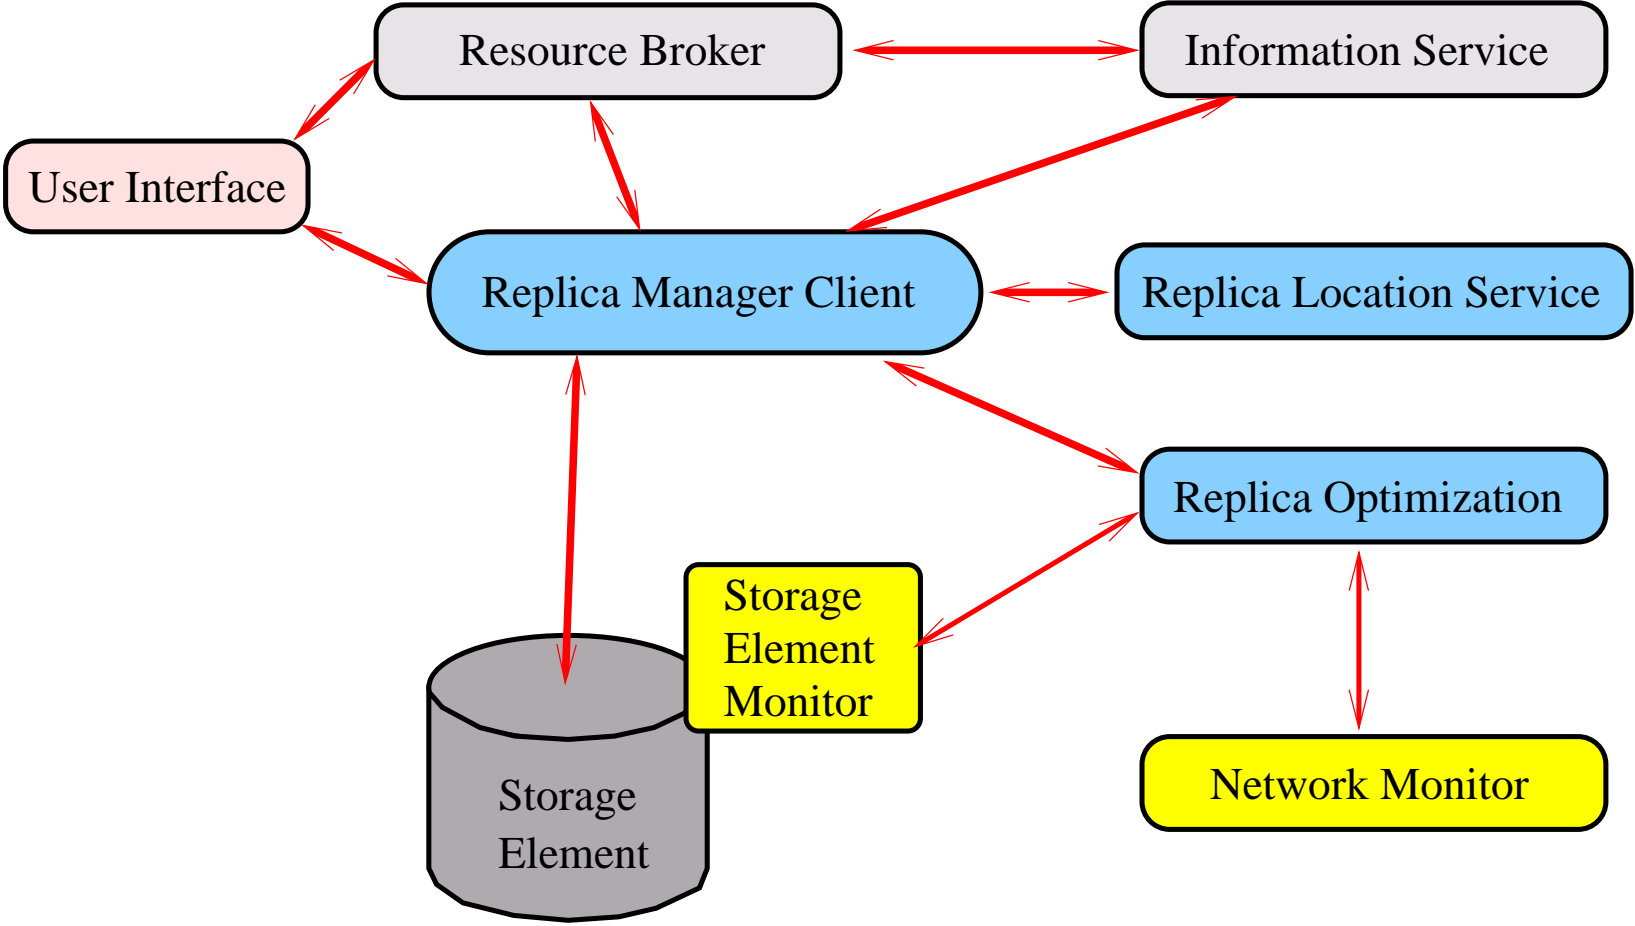 Resource Broker
Information Service
User Interface
Replica Manager Client
Replica Location Service
Replica Optimization
Storage
Element
Monitor
Network Monitor
Storage
Element